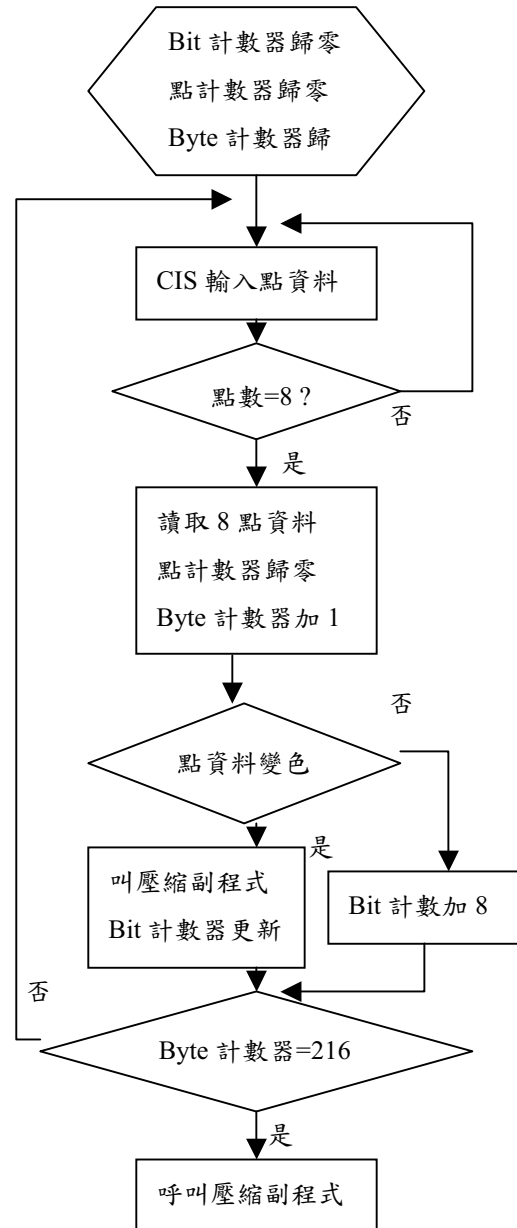 Bit 計數器歸零
點計數器歸零
Byte 計數器歸
CIS 輸入點資料
點數=8 ?
否
是
讀取 8 點資料
點計數器歸零
Byte 計數器加 1
否
點資料變色
是
叫壓縮副程式
Bit 計數器更新
Bit 計數加 8
否
Byte 計數器=216
是
呼叫壓縮副程式